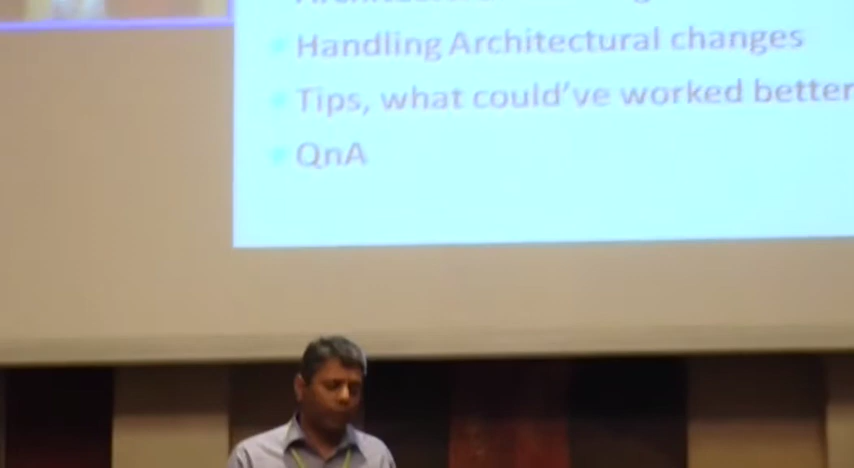 Handling Architectural changes
Tips, what could've worked better
QnA